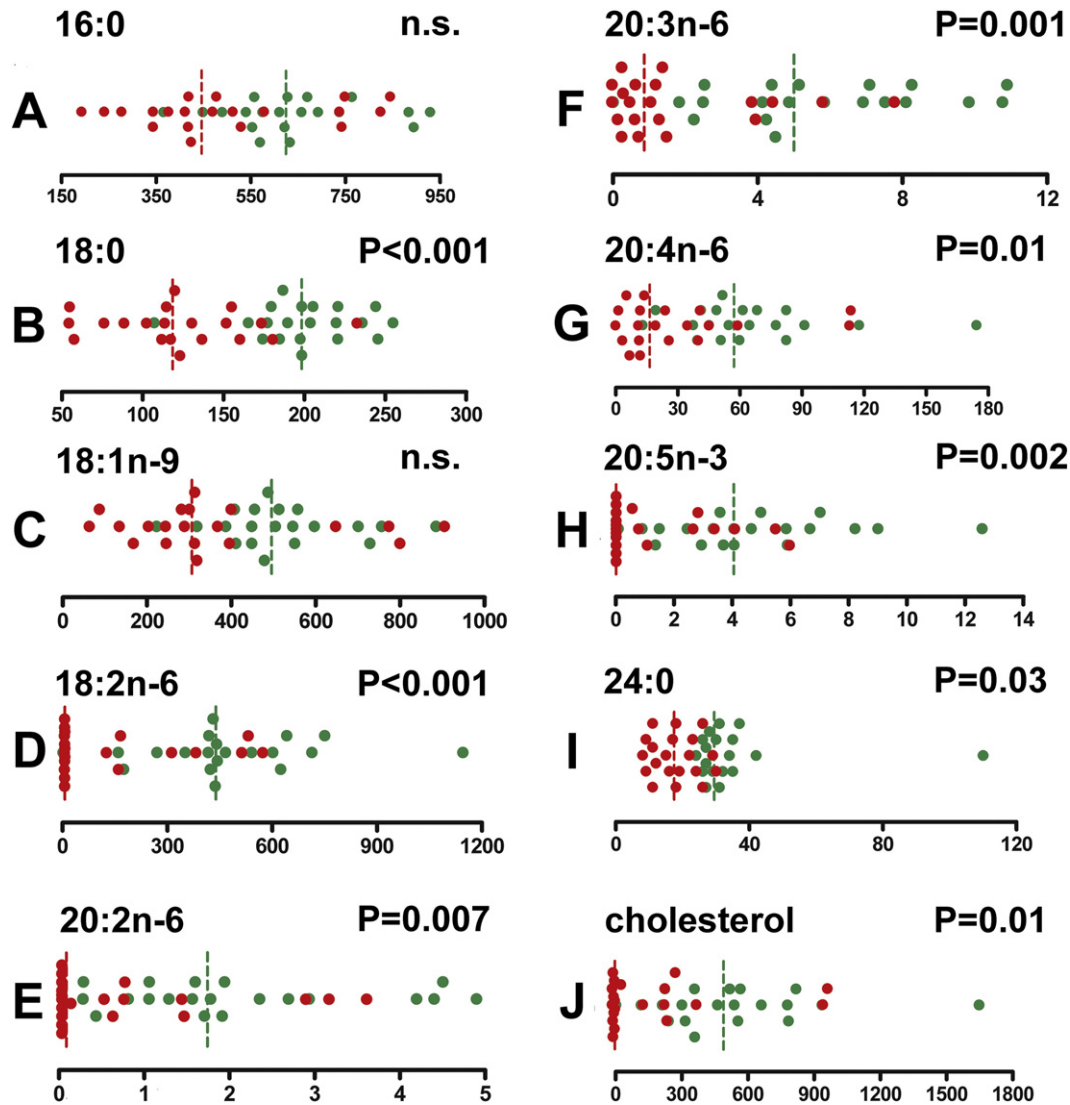 16:0 n.s.
A
150 350 550 750 950
18:0 P<0.001
B
50 100 150 200 250 300
18:1n-9 n.s.
C
0 200 400 600 800 1000
18:2n-6 P<0.001
D
0 300 600 900 1200
20:2n-6 P=0.007
E
0 1 2 3 4 5
20:3n-6 P=0.001
F
0 4 8 12
20:4n-6 P=0.01
G
0 30 60 90 120 150 180
20:5n-3 P=0.002
H
0 2 4 6 8 10 12 14
24:0 P=0.03
I
0 40 80 120
cholesterol P=0.01
J
0 300 600 900 1200 1500 1800